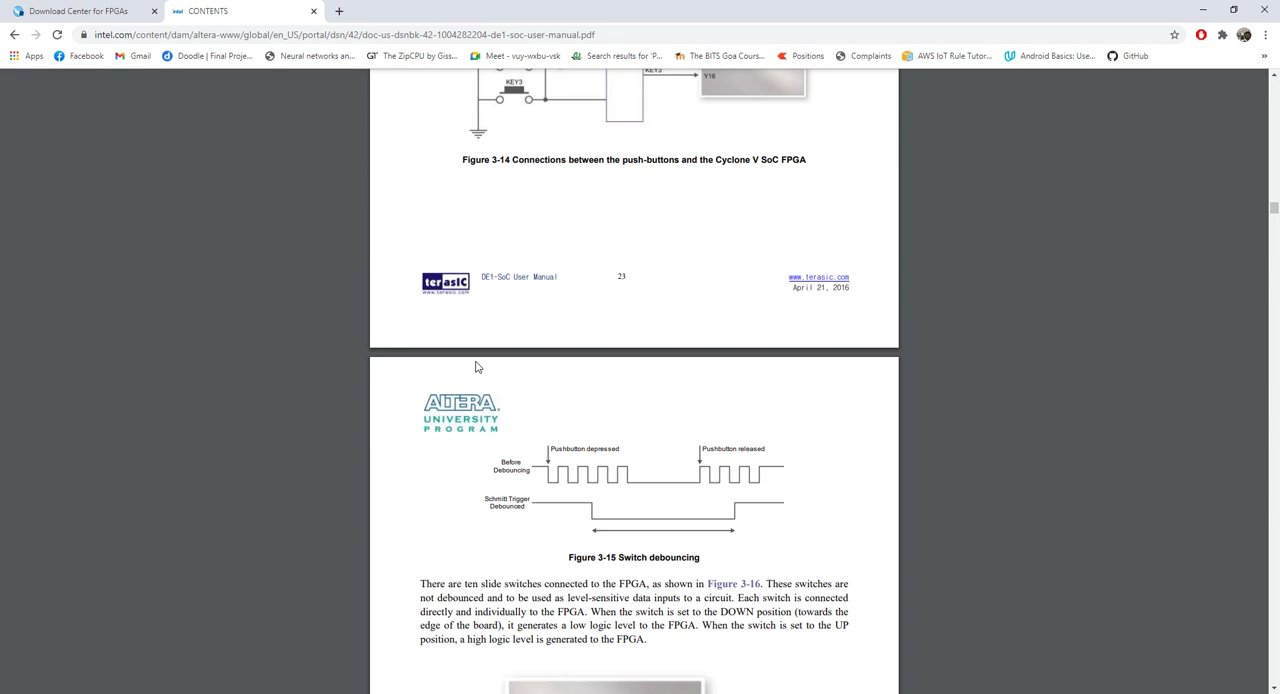 Download Center for FPGAs
intel CONTENTS
intel.com/content/dam/altera-www/global/en_US/portal/dsn/42/doc-us-dsnbk-42-1004282204-de1-soc-user-manual.pdf
Apps Facebook Gmail Doodle | Final Proje... Neural networks an... GT The ZipCPU by Giss... Meet - vuy-wxbu-vsk Search results for 'P... The BITS Goa Cours... Positions Complaints AWS IoT Rule Tutor... Android Basics: Use... GitHub »
KEY3
KEY3
Y16
Figure 3-14 Connections between the push-buttons and the Cyclone V SoC FPGA
terasIC
www.terasic.com
DE1-SoC User Manual
23
www.terasic.com
April 21, 2016
ALTERA®
UNIVERSITY
PROGRAM
Pushbutton depressed
Pushbutton released
Before
Debouncing
Schmitt Trigger
Debounced
Figure 3-15 Switch debouncing
There are ten slide switches connected to the FPGA, as shown in Figure 3-16. These switches are
not debounced and to be used as level-sensitive data inputs to a circuit. Each switch is connected
directly and individually to the FPGA. When the switch is set to the DOWN position (towards the
edge of the board), it generates a low logic level to the FPGA. When the switch is set to the UP
position, a high logic level is generated to the FPGA.